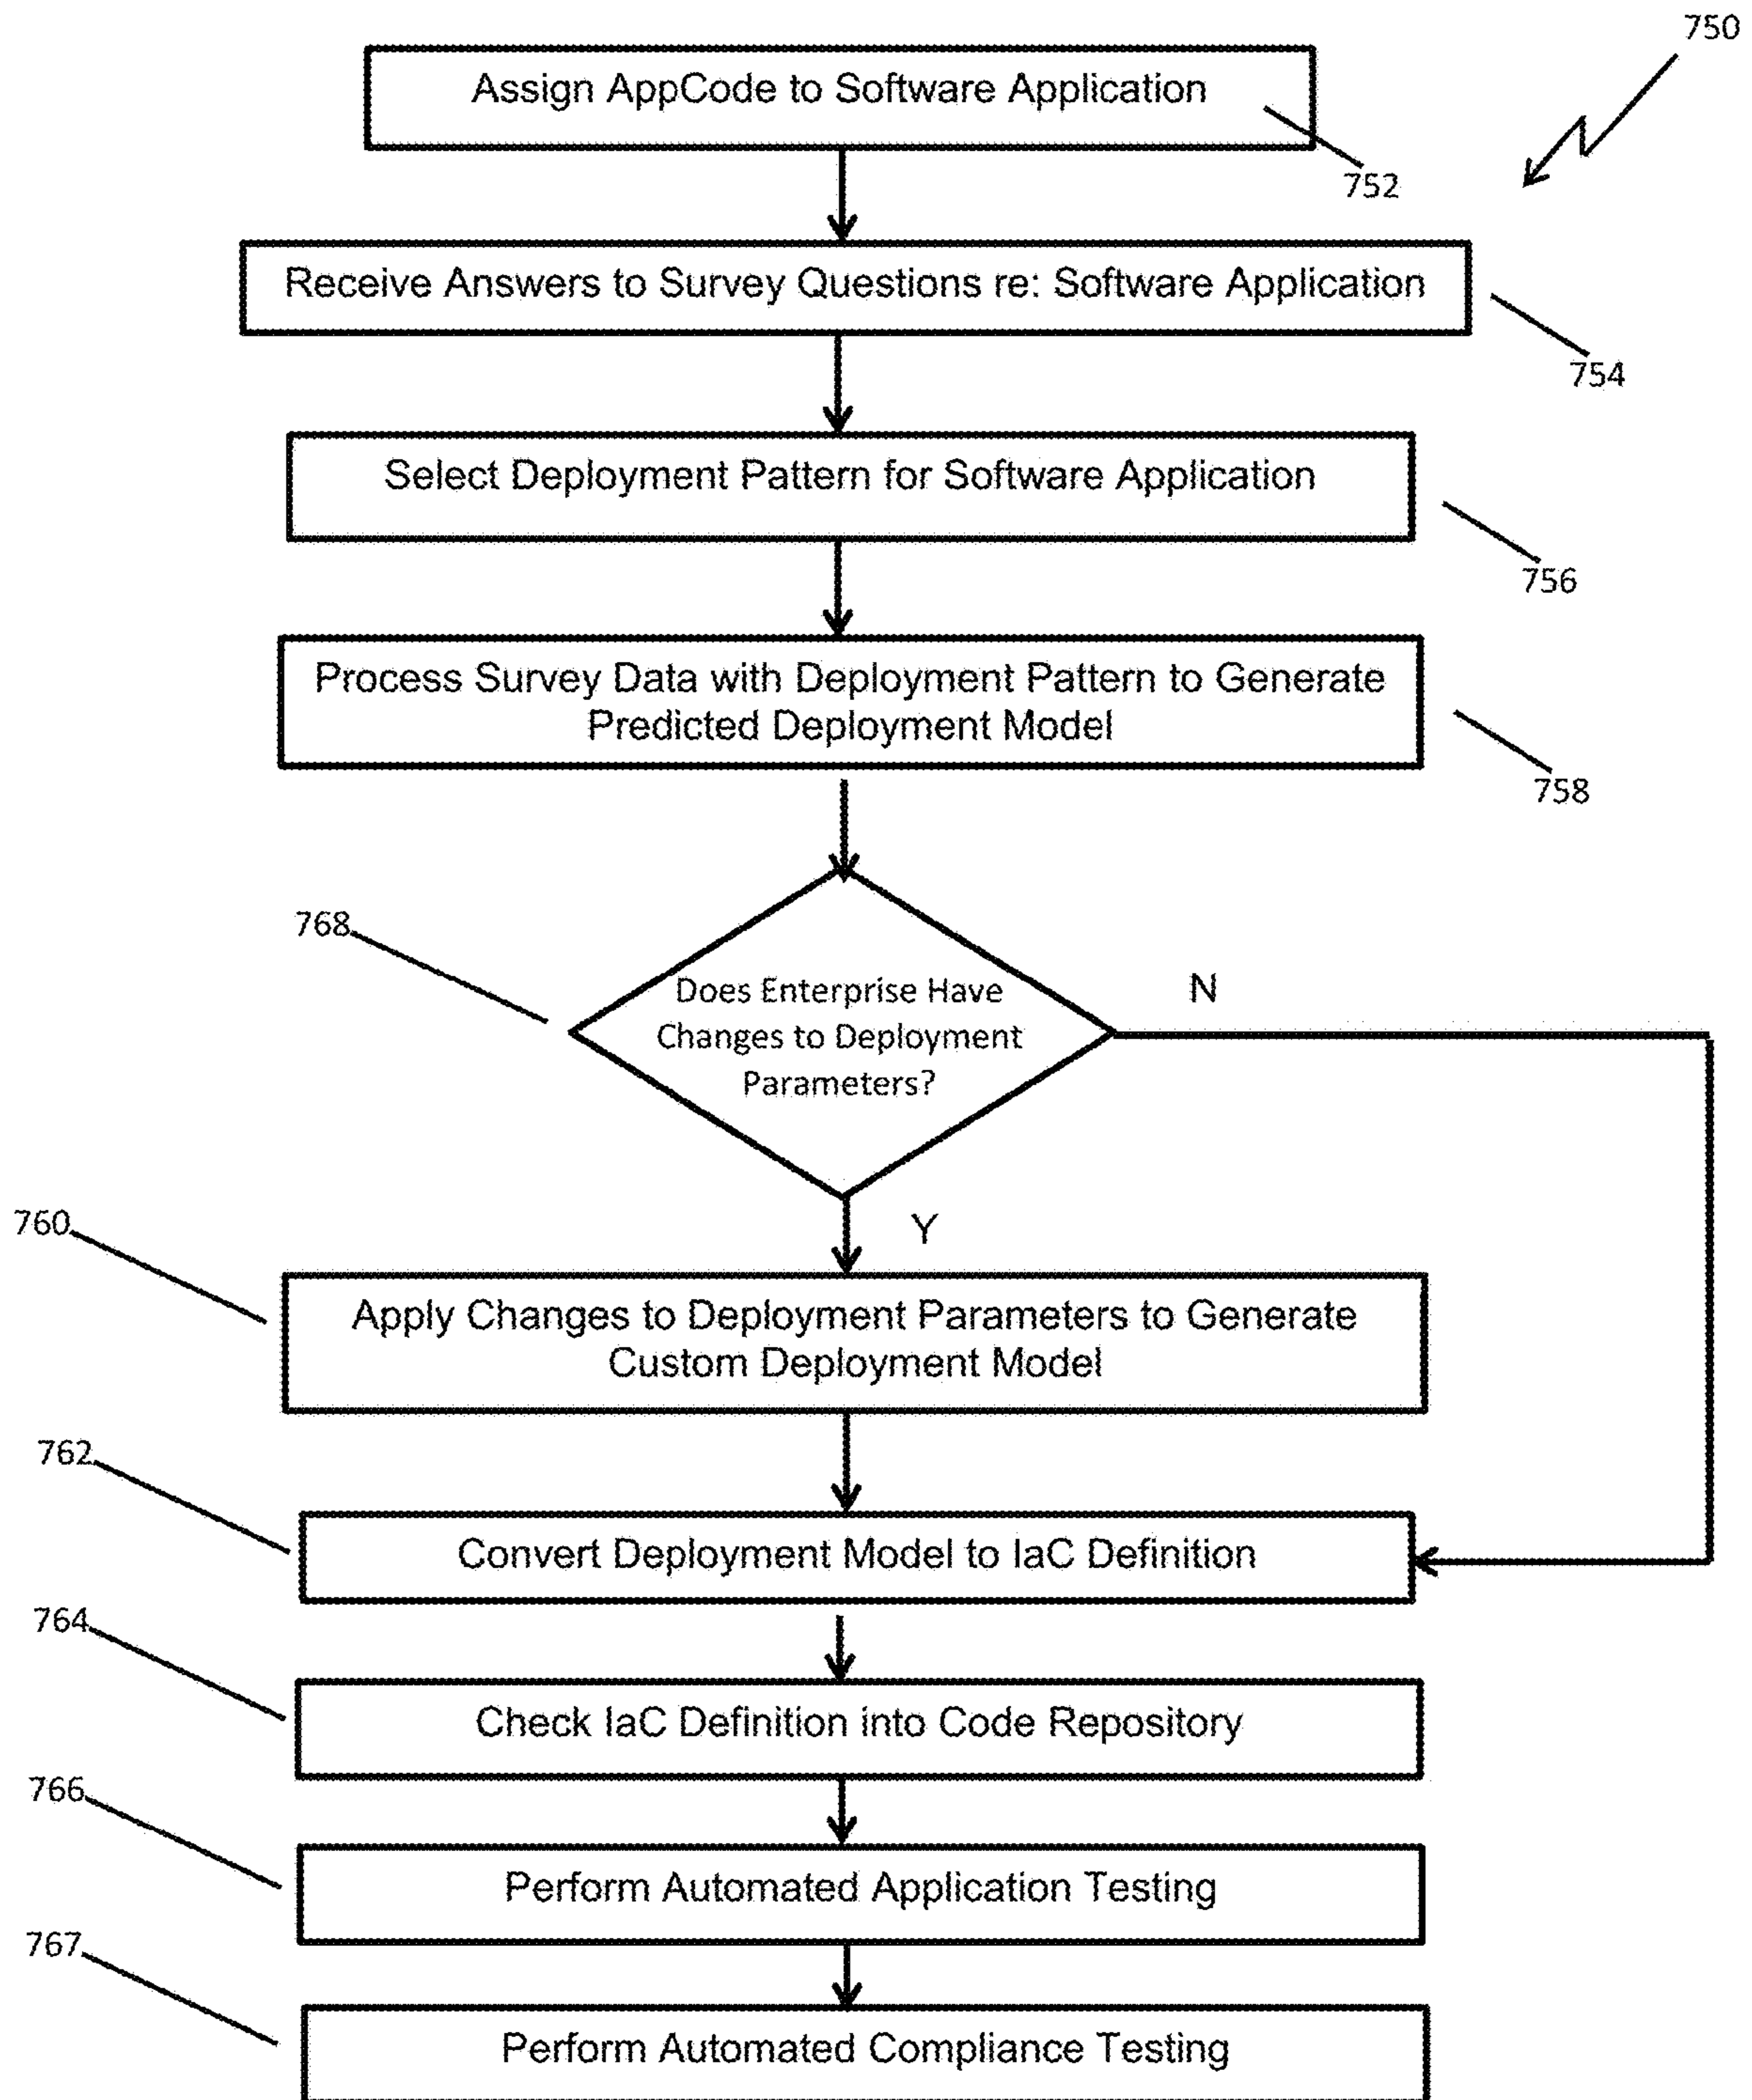 750
Assign AppCode to Software Application
752
Receive Answers to Survey Questions re: Software Application
754
Select Deployment Pattern for Software Application
756
Process Survey Data with Deployment Pattern to Generate
Predicted Deployment Model
758
768
Does Enterprise Have
Changes to Deployment
Parameters?
N
Y
760
Apply Changes to Deployment Parameters to Generate
Custom Deployment Model
762
Convert Deployment Model to IaC Definition
764
Check IaC Definition into Code Repository
766
Perform Automated Application Testing
767
Perform Automated Compliance Testing